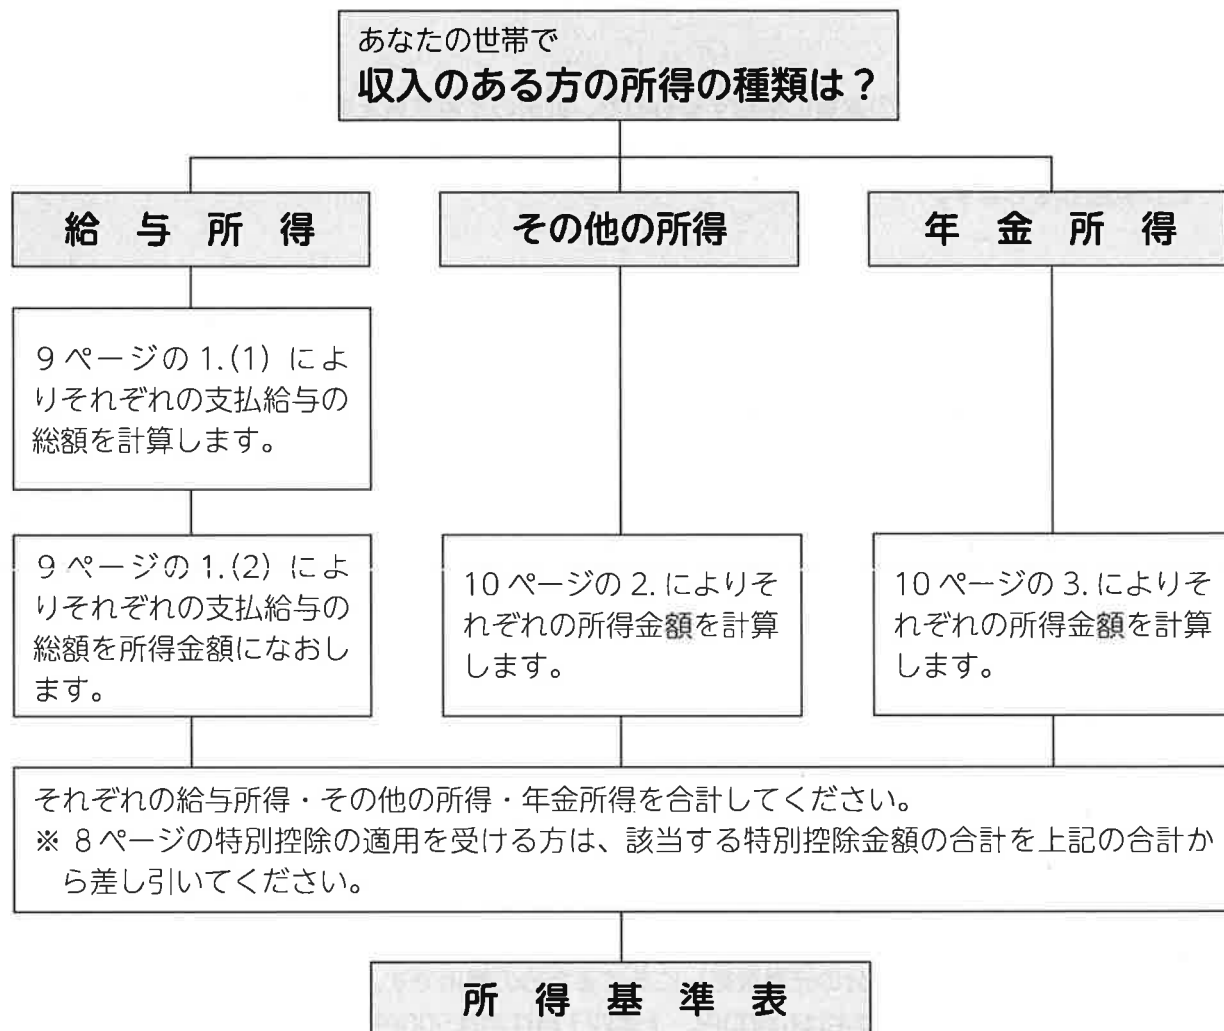 あなたの世帯で
収入のある方の所得の種類は？
給与所得
その他の所得
年金所得
9ページの1.(1) によ
りそれぞれの支払給与の
総額を計算します。
9ページの1.(2) によ
りそれぞれの支払給与の
総額を所得金額になおし
ます。
10ページの2.によりそ
れぞれの所得金額を計算
します。
10ページの3.によりそ
れぞれの所得金額を計算
します。
それぞれの給与所得・その他の所得・年金所得を合計してください。
※ 8ページの特別控除の適用を受ける方は、該当する特別控除金額の合計を上記の合計か
ら差し引いてください。
所得基準表